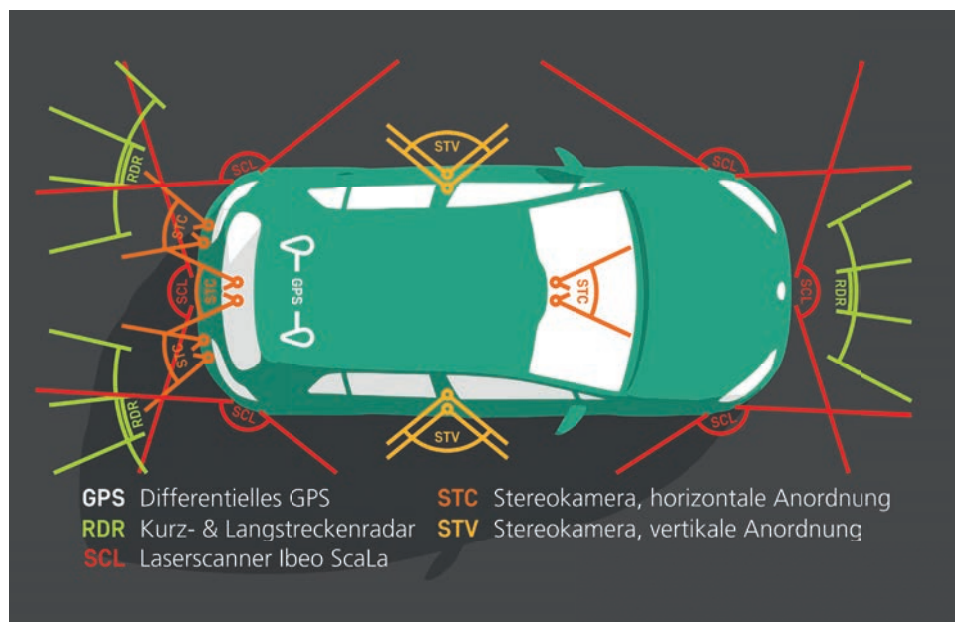 STV
SCL
SCL
RDR
STC
SCL
STC
GPS
STC
SCL
RDR
STC
RDR
SCL
STV
SCL
GPS Differentielles GPS
RDR Kurz- & Langstreckenradar
SCL Laserscanner Ibeo ScaLa
STC Stereokamera, horizontale Anordnung
STV Stereokamera, vertikale Anordnung